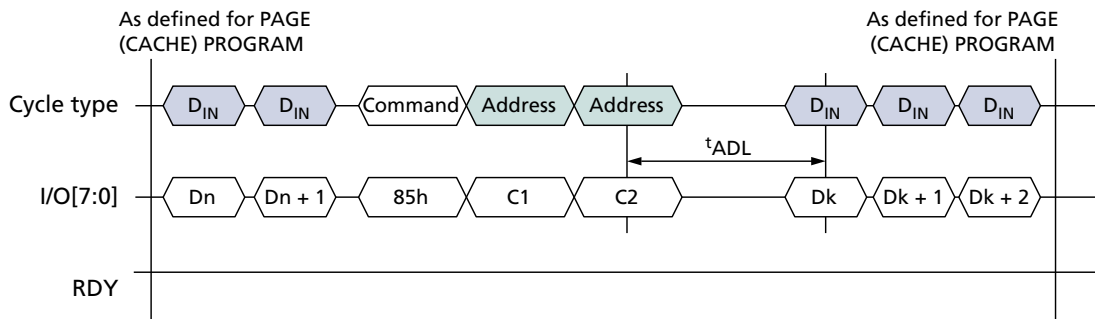 As defined for PAGE
(CACHE) PROGRAM
As defined for PAGE
(CACHE) PROGRAM
Cycle type
DIN
DIN
Command
Address
Address
DIN
DIN
DIN
tADL
I/O[7:0]
Dn
Dn + 1
85h
C1
C2
Dk
Dk + 1
Dk + 2
RDY